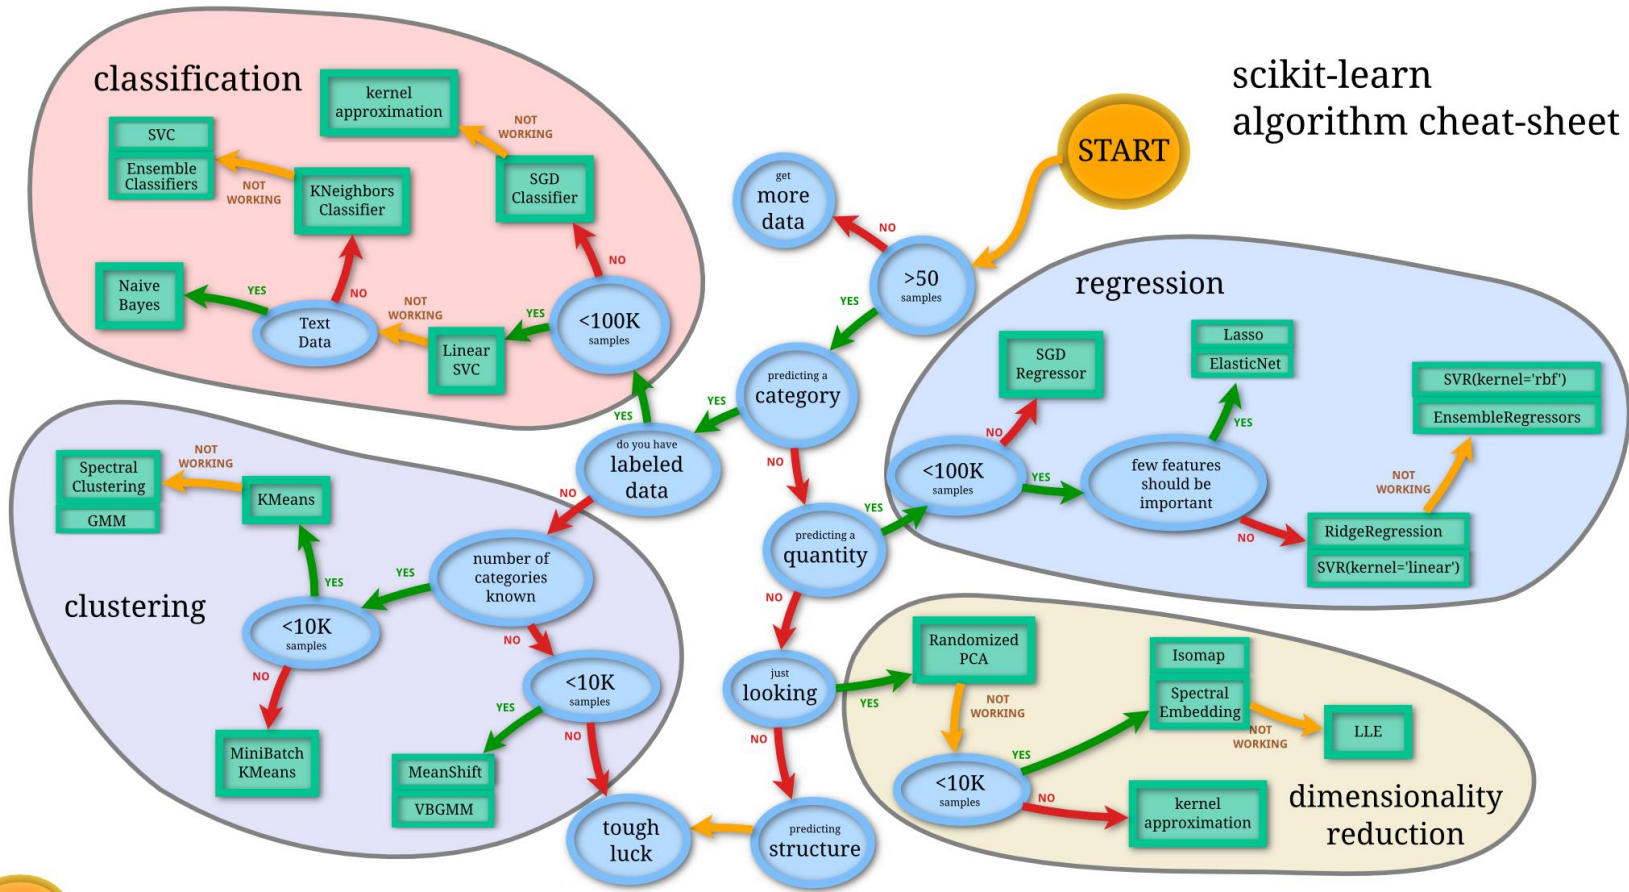 scikit-learn
algorithm cheat-sheet
START
>50
samples
NO
get
more
data
YES
predicting a
category
YES
do you have
labeled
data
YES
NO
classification
<100K
samples
YES
NO
Linear
SVC
NOT
WORKING
Text
Data
YES
Naive
Bayes
NO
KNeighbors
Classifier
NOT
WORKING
SVC
Ensemble
Classifiers
SGD
Classifier
NOT
WORKING
kernel
approximation
NO
clustering
number of
categories
known
YES
<10K
samples
YES
KMeans
NOT
WORKING
Spectral
Clustering
GMM
NO
MiniBatch
KMeans
NO
<10K
samples
YES
MeanShift
VBGMM
NO
tough
luck
NO
predicting a
quantity
YES
regression
<100K
samples
NO
SGD
Regressor
YES
few features
should be
important
YES
Lasso
ElasticNet
NO
RidgeRegression
SVR(kernel='linear')
NOT
WORKING
SVR(kernel='rbf')
EnsembleRegressors
NO
just
looking
YES
dimensionality
reduction
Randomized
PCA
NOT
WORKING
<10K
samples
YES
Isomap
Spectral
Embedding
NOT
WORKING
LLE
NO
kernel
approximation
NO
predicting
structure